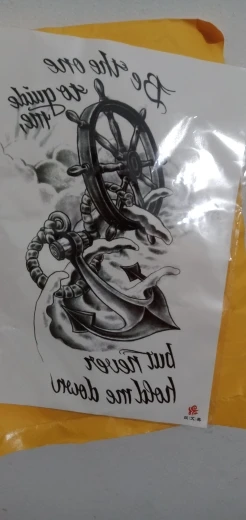 Be the one
to guide
me,
but never
hold me down